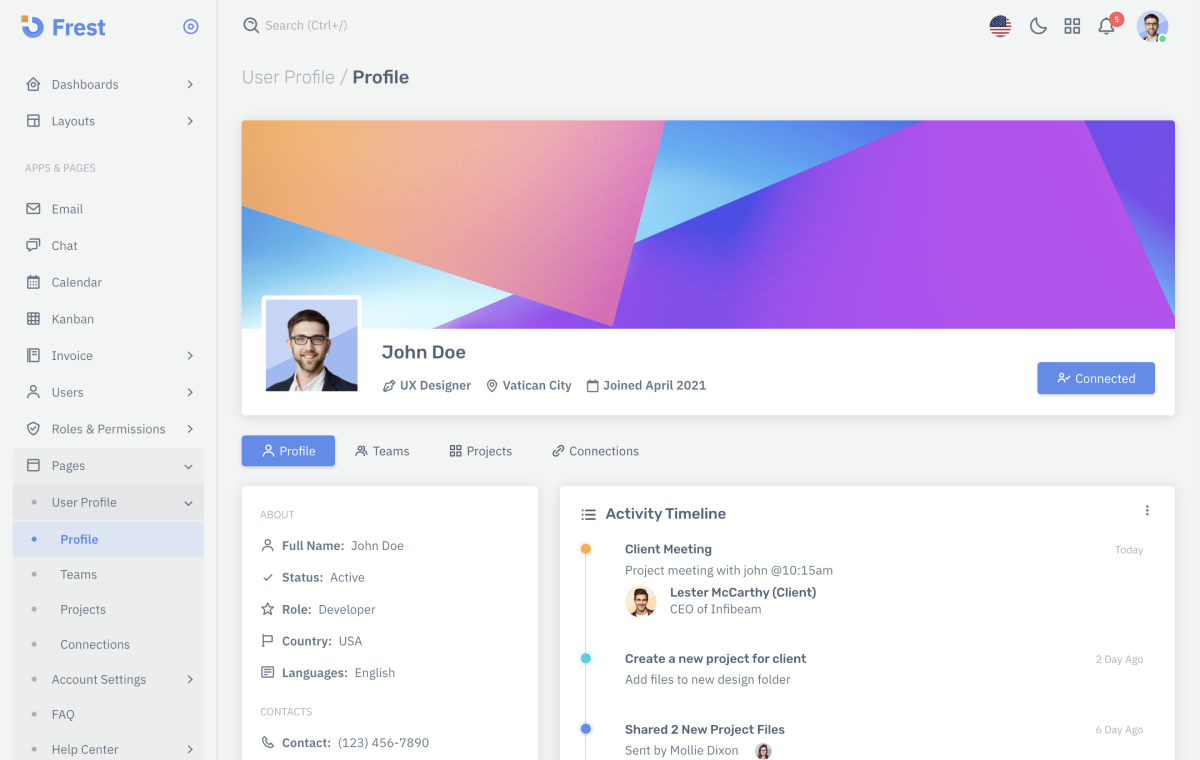 Frest
Search (Ctrl+/)
5
Dashboards
Layouts
APPS & PAGES
Email
Chat
Calendar
Kanban
Invoice
Users
Roles & Permissions
Pages
User Profile
Profile
Teams
Projects
Connections
Account Settings
FAQ
Help Center
User Profile / Profile
John Doe
UX Designer Vatican City Joined April 2021
Connected
Profile Teams Projects Connections
ABOUT
Full Name: John Doe
Status: Active
Role: Developer
Country: USA
Languages: English
CONTACTS
Contact: (123) 456-7890
Activity Timeline
Client Meeting Today
Project meeting with john @10:15am
Lester McCarthy (Client)
CEO of Infibeam
Create a new project for client 2 Day Ago
Add files to new design folder
Shared 2 New Project Files 6 Day Ago
Sent by Mollie Dixon